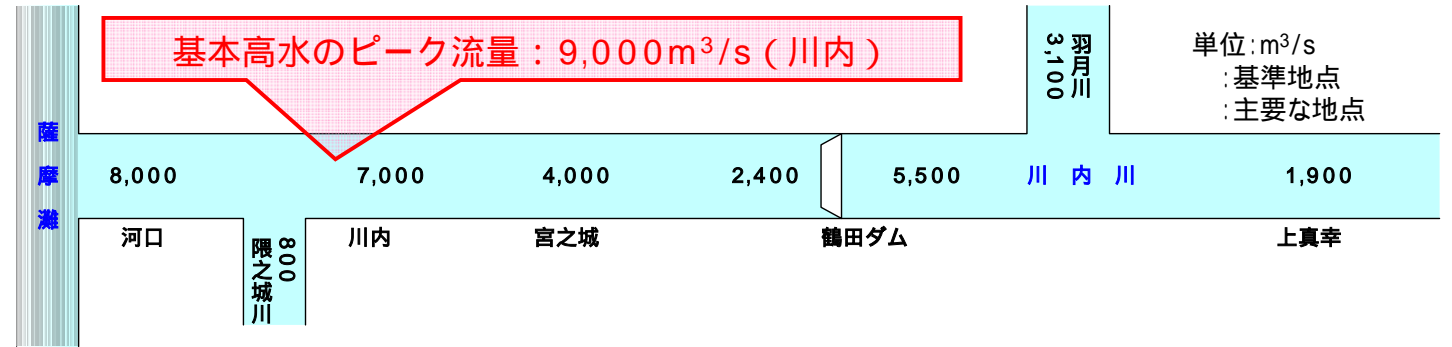 基本高水のピーク流量：9,000m³/s（川内）
羽月川
3,100
単位:m³/s
:基準地点
:主要な地点
薩摩灘
8,000
7,000
4,000
2,400
5,500
川内川
1,900
河口
隈之城川
800
川内
宮之城
鶴田ダム
上真幸